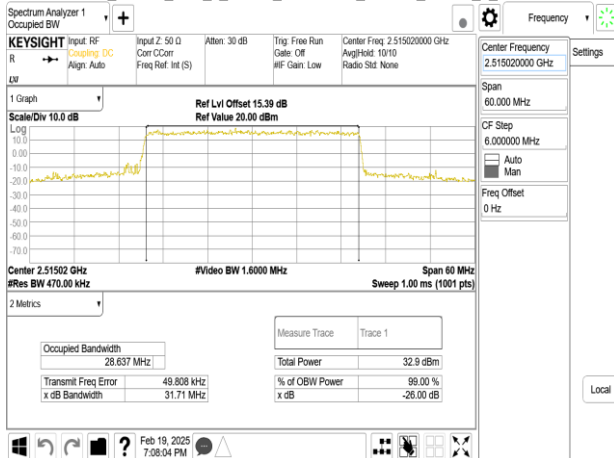 Spectrum Analyzer 1
Occupied BW
Frequency
KEYSIGHT
R
LXI
Input: RF
Coupling: DC
Align: Auto
Input Z: 50 Ω
Corr CCorr
Freq Ref: Int (S)
Atten: 30 dB
Trig: Free Run
Gate: Off
#IF Gain: Low
Center Freq: 2.515020000 GHz
Avg|Hold: 10/10
Radio Std: None
Center Frequency
2.515020000 GHz
Settings
Span
60.000 MHz
CF Step
6.000000 MHz
Auto
Man
Freq Offset
0 Hz
Local
1 Graph
Scale/Div 10.0 dB
Ref Lvl Offset 15.39 dB
Ref Value 20.00 dBm
Log
10.0
0.00
-10.0
-20.0
-30.0
-40.0
-50.0
-60.0
-70.0
Center 2.51502 GHz
#Video BW 1.6000 MHz
Span 60 MHz
#Res BW 470.00 kHz
Sweep 1.00 ms (1001 pts)
2 Metrics
Measure Trace
Trace 1
Occupied Bandwidth
28.637 MHz
Total Power
32.9 dBm
Transmit Freq Error
49.808 kHz
% of OBW Power
99.00 %
x dB Bandwidth
31.71 MHz
x dB
-26.00 dB
?
Feb 19, 2025
7:08:04 PM